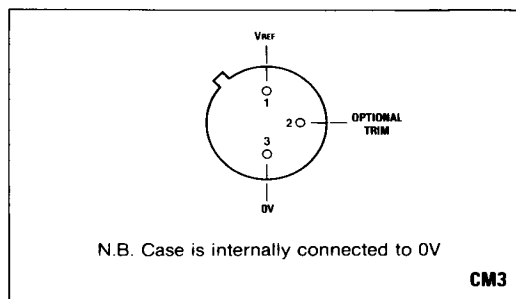 VREF
1
2
OPTIONAL
TRIM
3
0V
N.B. Case is internally connected to 0V
CM3